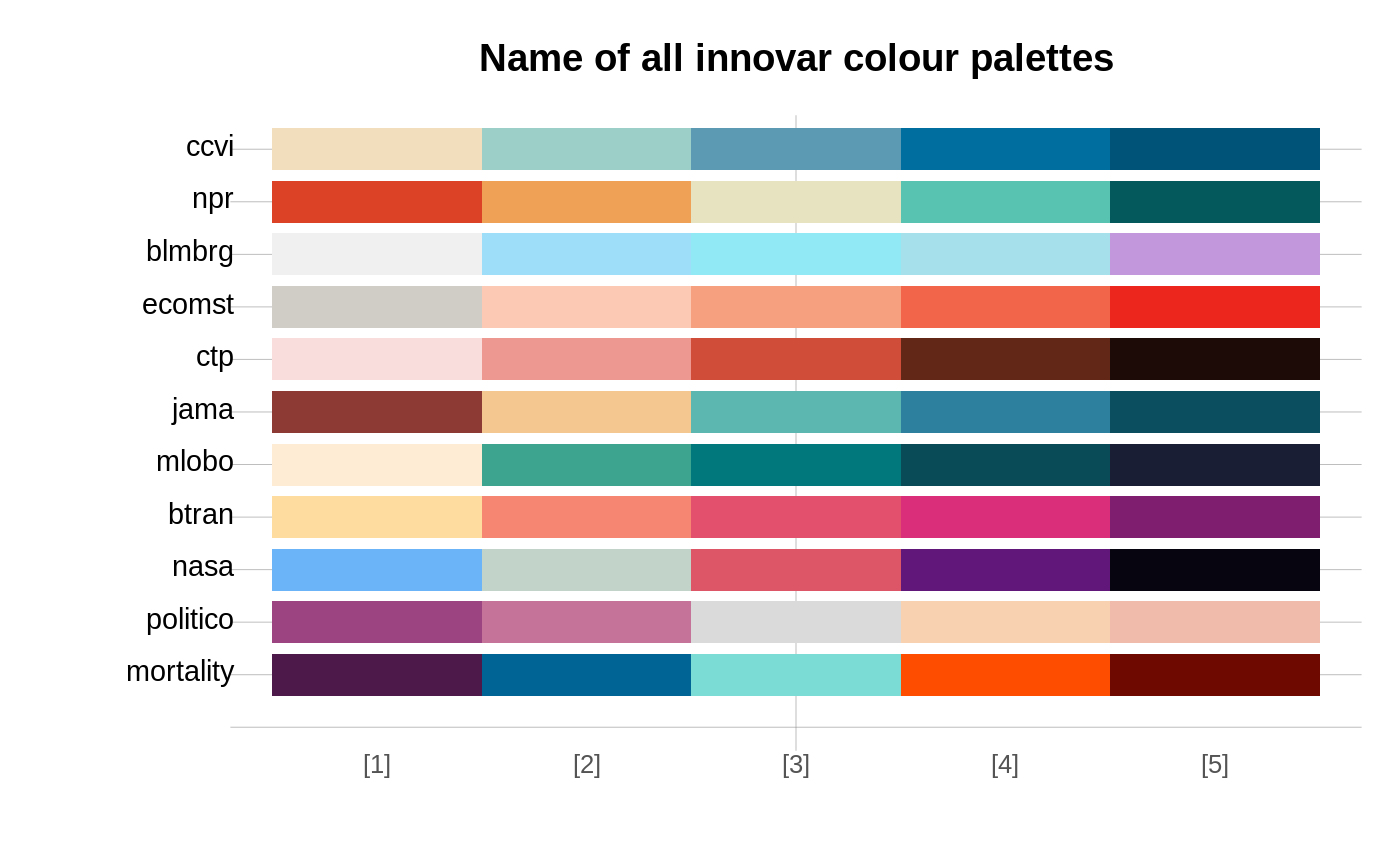 Name of all innovar colour palettes
ccvi
npr
blmbrg
ecomst
ctp
jama
mlobo
btran
nasa
politico
mortality
[1] [2] [3] [4] [5]